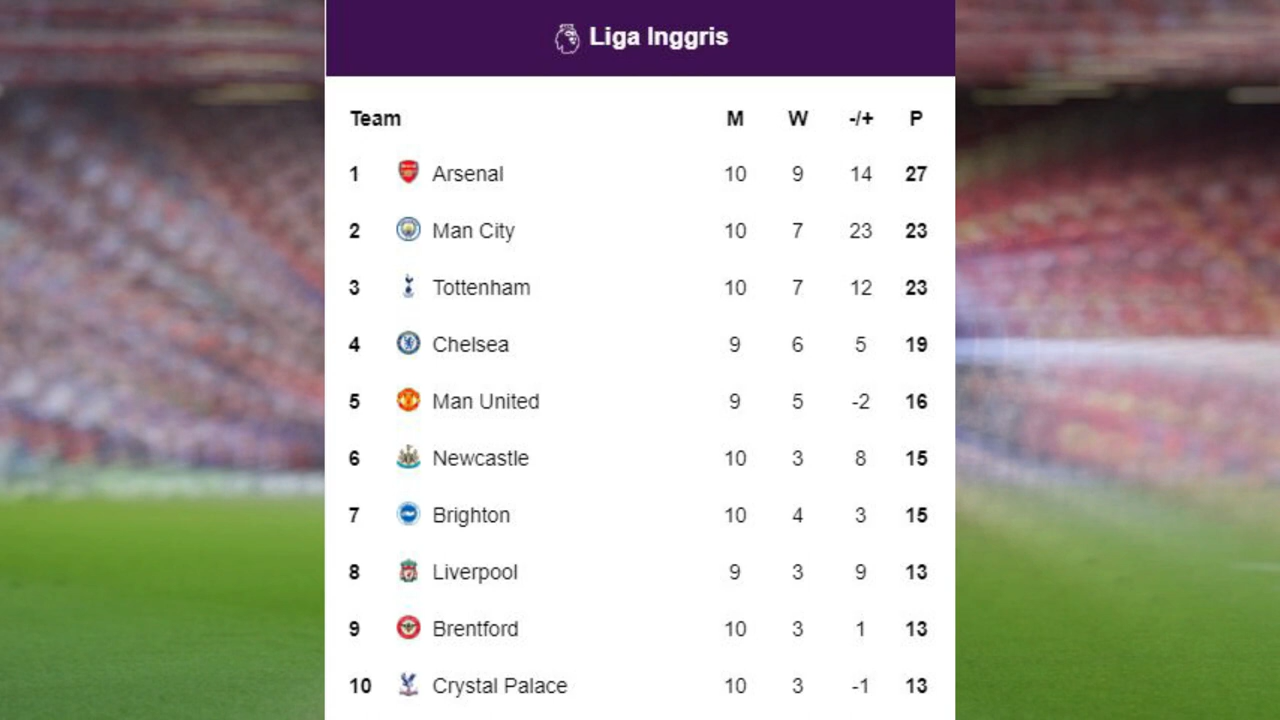 Liga Inggris
Team M W -/+ P
1 Arsenal 10 9 14 27
2 Man City 10 7 23 23
3 Tottenham 10 7 12 23
4 Chelsea 9 6 5 19
5 Man United 9 5 -2 16
6 Newcastle 10 3 8 15
7 Brighton 10 4 3 15
8 Liverpool 9 3 9 13
9 Brentford 10 3 1 13
10 Crystal Palace 10 3 -1 13